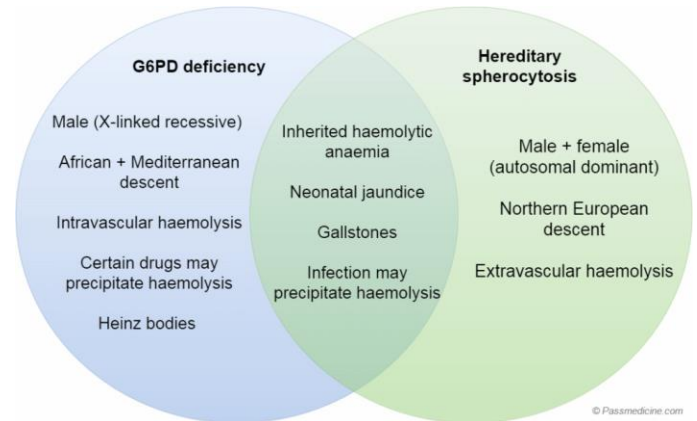 G6PD deficiency
Male (X-linked recessive)
African + Mediterranean
descent
Intravascular haemolysis
Certain drugs may
precipitate haemolysis
Heinz bodies
Inherited haemolytic
anaemia
Neonatal jaundice
Gallstones
Infection may
precipitate haemolysis
Hereditary
spherocytosis
Male + female
(autosomal dominant)
Northern European
descent
Extravascular haemolysis
© Passmedicine.com